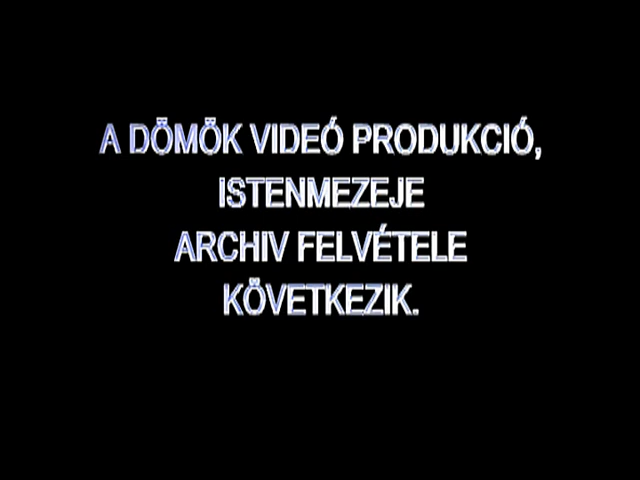 A DÖMÖK VIDEÓ PRODUKCIÓ,
ISTENMEZEJE
ARCHIV FELVÉTELE
KÖVETKEZIK.